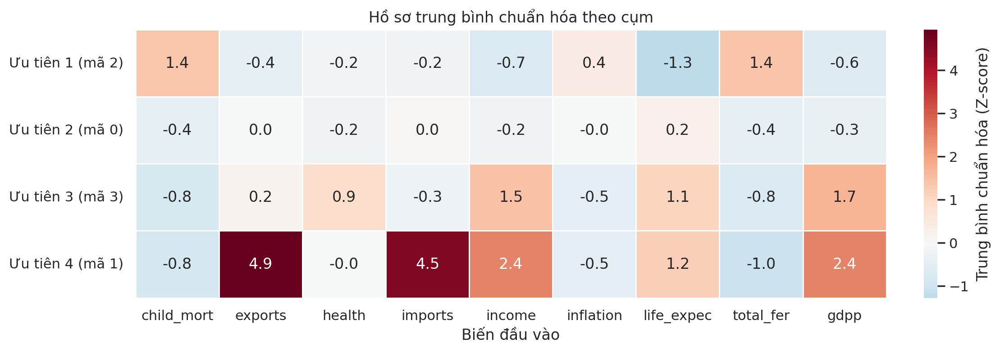 Hồ sơ trung bình chuẩn hóa theo cụm
Ưu tiên 1 (mã 2) 1.4 -0.4 -0.2 -0.2 -0.7 0.4 -1.3 1.4 -0.6
Ưu tiên 2 (mã 0) -0.4 0.0 -0.2 0.0 -0.2 -0.0 0.2 -0.4 -0.3
Ưu tiên 3 (mã 3) -0.8 0.2 0.9 -0.3 1.5 -0.5 1.1 -0.8 1.7
Ưu tiên 4 (mã 1) -0.8 4.9 -0.0 4.5 2.4 -0.5 1.2 -1.0 2.4
child_mort exports health imports income inflation life_expec total_fer gdpp
Biến đầu vào
4
3
2
1
0
−1
Trung bình chuẩn hóa (Z-score)